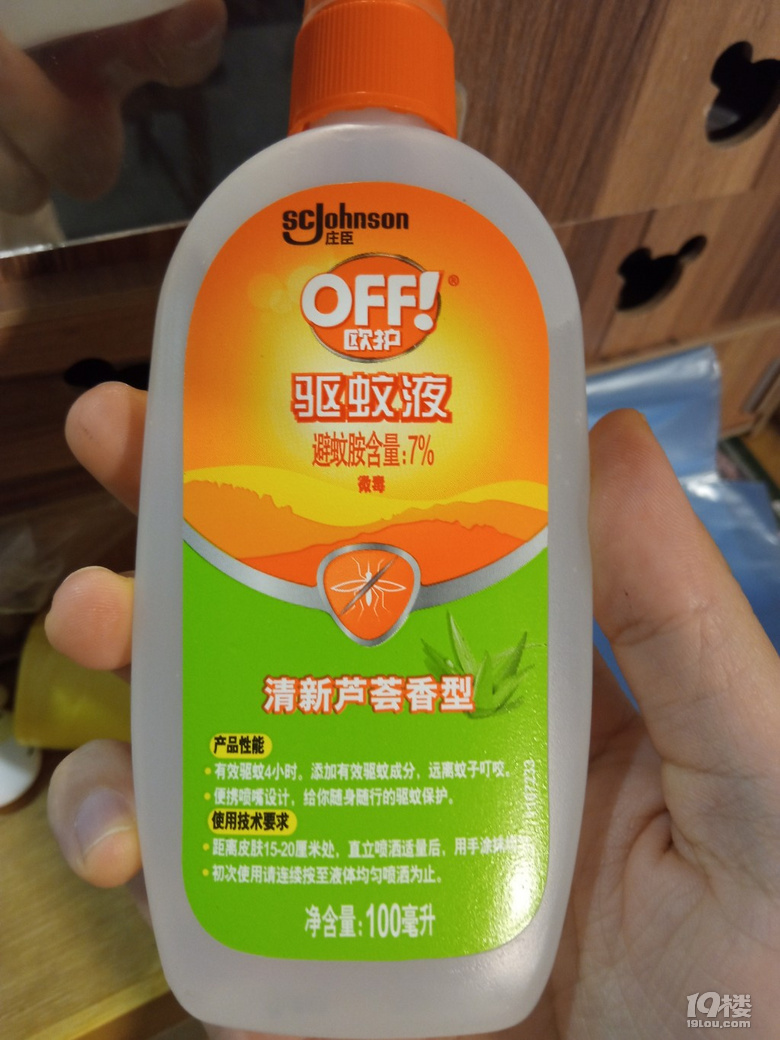 SCJohnson
庄臣
OFF!®
欧护
驱蚊液
避蚊胺含量:7%
微毒
清新芦荟香型
产品性能
• 有效驱蚊4小时。添加有效驱蚊成分，远离蚊子叮咬。
• 便携喷嘴设计，给你随身随行的驱蚊保护。
使用技术要求
• 距离皮肤15-20厘米处，直立喷洒适量后，用手涂抹
• 初次使用请连续按至液体均匀喷洒为止。
净含量:100毫升
19楼
19lou.com